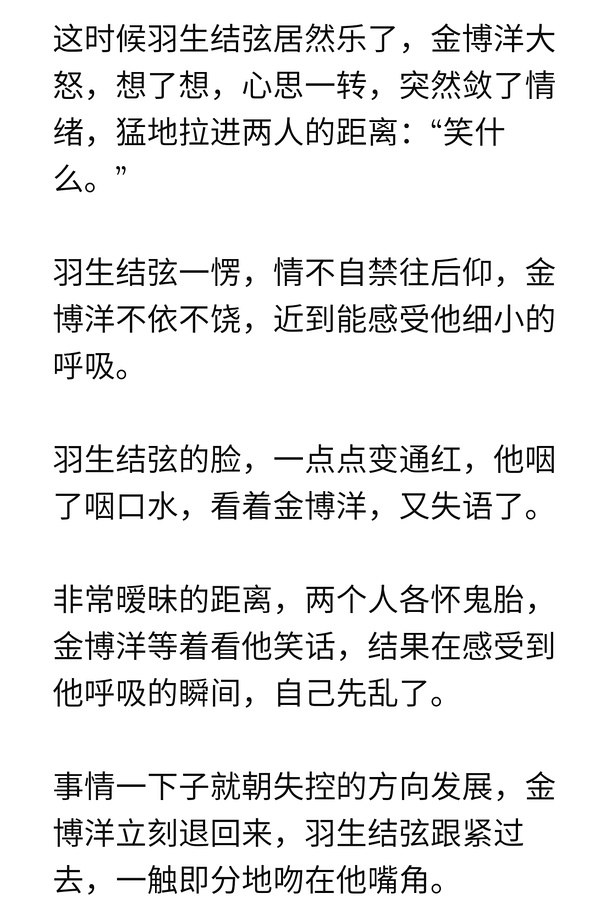 这时候羽生结弦居然乐了，金博洋大
怒，想了想，心思一转，突然敛了情
绪，猛地拉进两人的距离：“笑什
么。”
羽生结弦一愣，情不自禁往后仰，金
博洋不依不饶，近到能感受他细小的
呼吸。
羽生结弦的脸，一点点变通红，他咽
了咽口水，看着金博洋，又失语了。
非常暧昧的距离，两个人各怀鬼胎，
金博洋等着看他笑话，结果在感受到
他呼吸的瞬间，自己先乱了。
事情一下子就朝失控的方向发展，金
博洋立刻退回来，羽生结弦跟紧过
去，一触即分地吻在他嘴角。